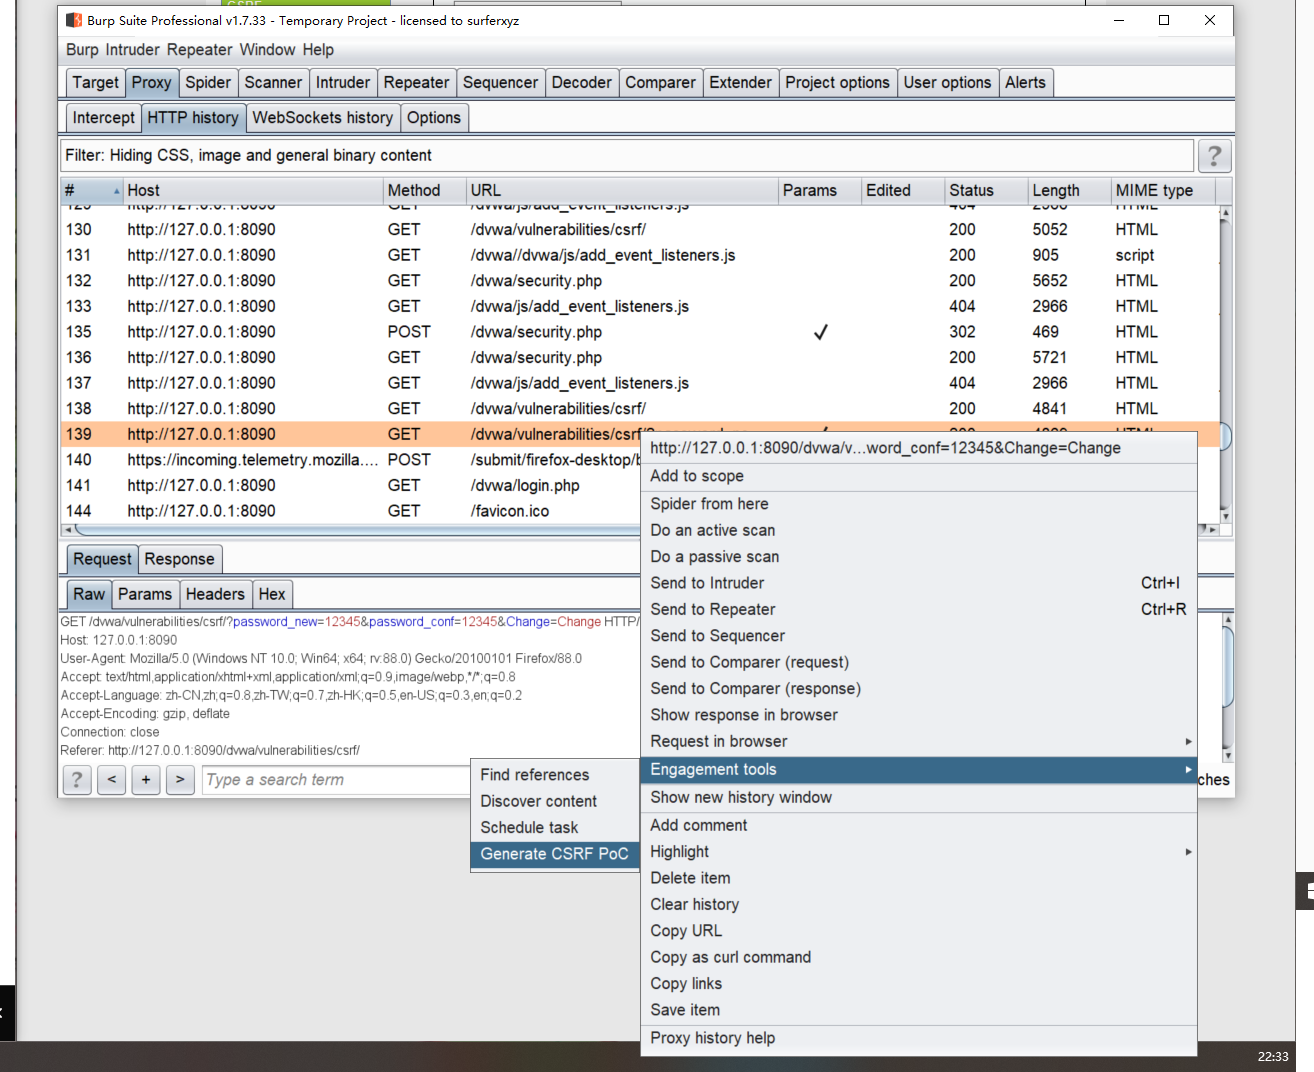 CSRF
Burp Suite Professional v1.7.33 - Temporary Project - licensed to surferxyz
Burp Intruder Repeater Window Help
Target Proxy Spider Scanner Intruder Repeater Sequencer Decoder Comparer Extender Project options User options Alerts
Intercept HTTP history WebSockets history Options
Filter: Hiding CSS, image and general binary content ?
# Host Method URL Params Edited Status Length MIME type
129 http://127.0.0.1:8090 GET /dvwa/js/add_event_listeners.js 404 2966 HTML
130 http://127.0.0.1:8090 GET /dvwa/vulnerabilities/csrf/ 200 5052 HTML
131 http://127.0.0.1:8090 GET /dvwa//dvwa/js/add_event_listeners.js 200 905 script
132 http://127.0.0.1:8090 GET /dvwa/security.php 200 5652 HTML
133 http://127.0.0.1:8090 GET /dvwa/js/add_event_listeners.js 404 2966 HTML
135 http://127.0.0.1:8090 POST /dvwa/security.php ✓ 302 469 HTML
136 http://127.0.0.1:8090 GET /dvwa/security.php 200 5721 HTML
137 http://127.0.0.1:8090 GET /dvwa/js/add_event_listeners.js 404 2966 HTML
138 http://127.0.0.1:8090 GET /dvwa/vulnerabilities/csrf/ 200 4841 HTML
139 http://127.0.0.1:8090 GET /dvwa/vulnerabilities/csrf/
140 https://incoming.telemetry.mozilla.... POST /submit/firefox-desktop/b
141 http://127.0.0.1:8090 GET /dvwa/login.php
144 http://127.0.0.1:8090 GET /favicon.ico
Request Response
Raw Params Headers Hex
GET /dvwa/vulnerabilities/csrf/?password_new=12345&password_conf=12345&Change=Change HTTP/
Host: 127.0.0.1:8090
User-Agent: Mozilla/5.0 (Windows NT 10.0; Win64; x64; rv:88.0) Gecko/20100101 Firefox/88.0
Accept: text/html,application/xhtml+xml,application/xml;q=0.9,image/webp,*/*;q=0.8
Accept-Language: zh-CN,zh;q=0.8,zh-TW;q=0.7,zh-HK;q=0.5,en-US;q=0.3,en;q=0.2
Accept-Encoding: gzip, deflate
Connection: close
Referer: http://127.0.0.1:8090/dvwa/vulnerabilities/csrf/
? < + > Type a search term ches
http://127.0.0.1:8090/dvwa/v...word_conf=12345&Change=Change
Add to scope
Spider from here
Do an active scan
Do a passive scan
Send to Intruder Ctrl+I
Send to Repeater Ctrl+R
Send to Sequencer
Send to Comparer (request)
Send to Comparer (response)
Show response in browser
Request in browser
Engagement tools
Show new history window
Add comment
Highlight
Delete item
Clear history
Copy URL
Copy as curl command
Copy links
Save item
Proxy history help
Find references
Discover content
Schedule task
Generate CSRF PoC
22:33